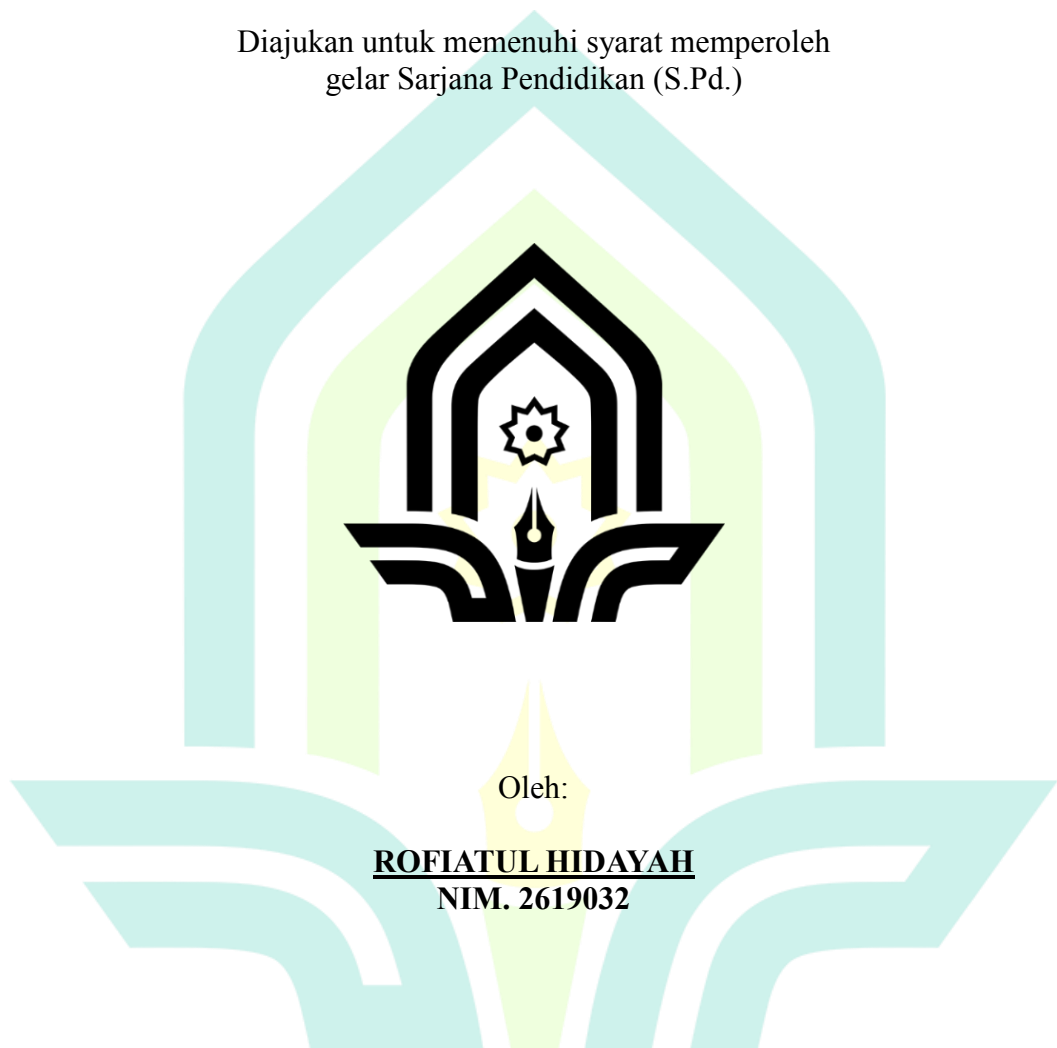 Diajukan untuk memenuhi syarat memperoleh
gelar Sarjana Pendidikan (S.Pd.)
Oleh:
ROFIATUL HIDAYAH
NIM. 2619032